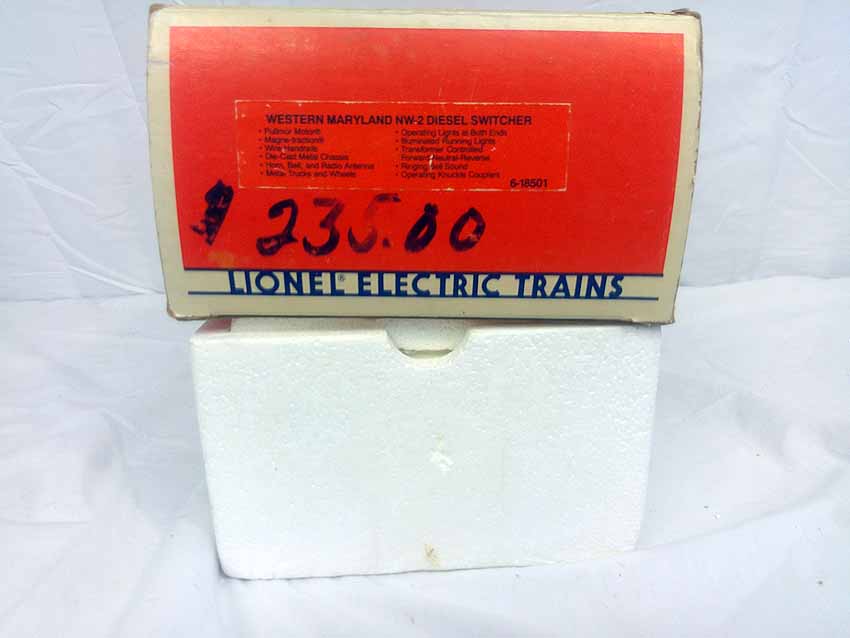 WESTERN MARYLAND NW-2 DIESEL SWITCHER
• Pullmor Motor®
• Magne-traction®
• Wire Handrails
• Die-Cast Metal Chassis
• Horn, Bell, and Radio Antenna
• Metal Trucks and Wheels
• Operating Lights at Both Ends
• Illuminated Running Lights
• Transformer Controlled
Forward-Neutral-Reverse
• Ringing Bell Sound
• Operating Knuckle Couplers
6-18501
$ 235.00
LIONEL® ELECTRIC TRAINS